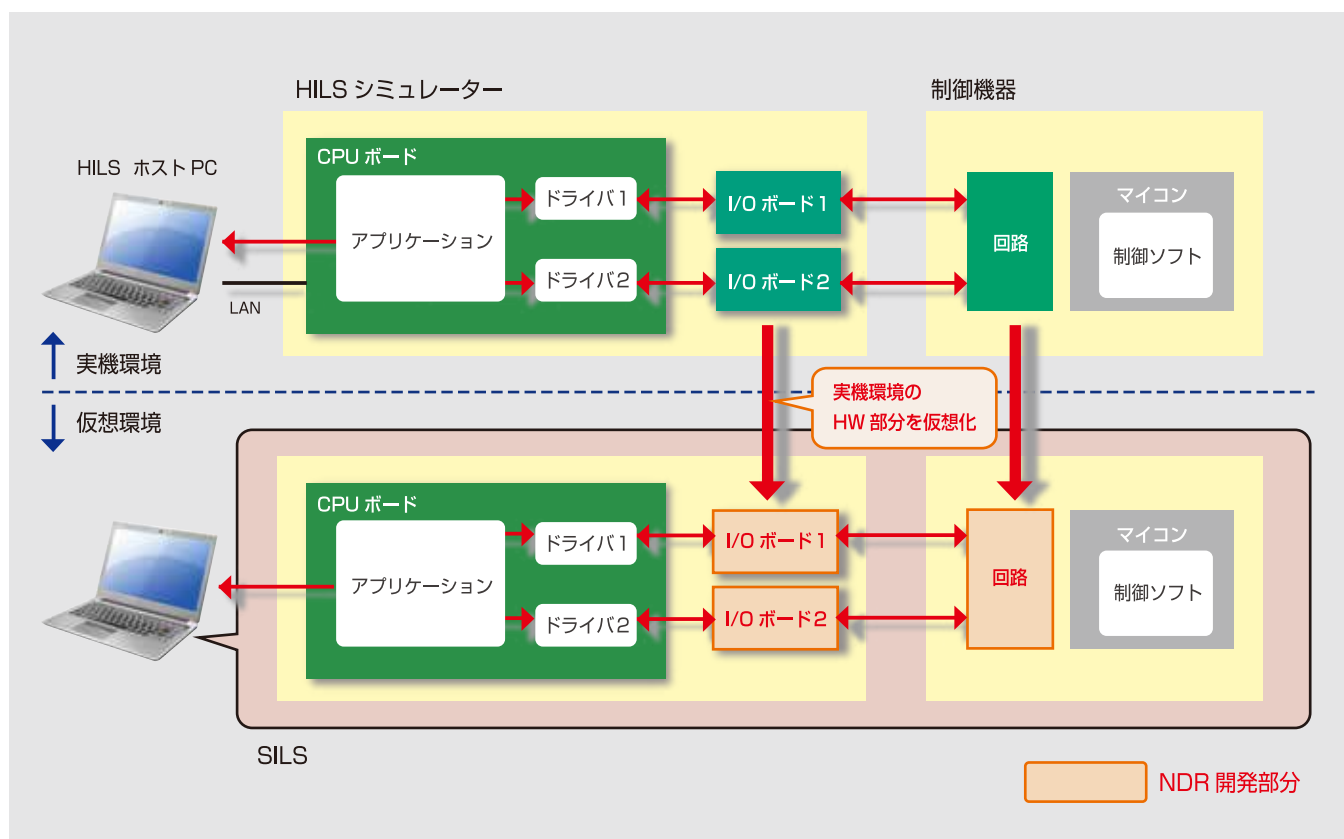 HILS シミュレーター
制御機器
HILS ホスト PC
CPU ボード
アプリケーション
ドライバ1
ドライバ2
I/O ボード1
I/O ボード2
回路
マイコン
制御ソフト
LAN
実機環境
仮想環境
実機環境の
HW 部分を仮想化
CPU ボード
アプリケーション
ドライバ1
ドライバ2
I/O ボード1
I/O ボード2
回路
マイコン
制御ソフト
SILS
NDR 開発部分